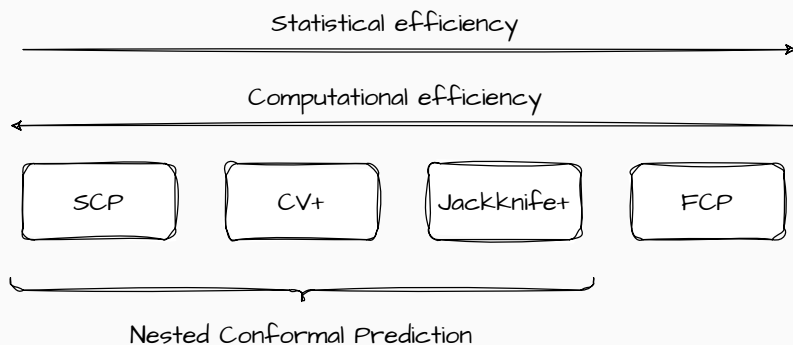 Statistical efficiency
Computational efficiency
SCP
CV+
Jackknife+
FCP
Nested Conformal Prediction